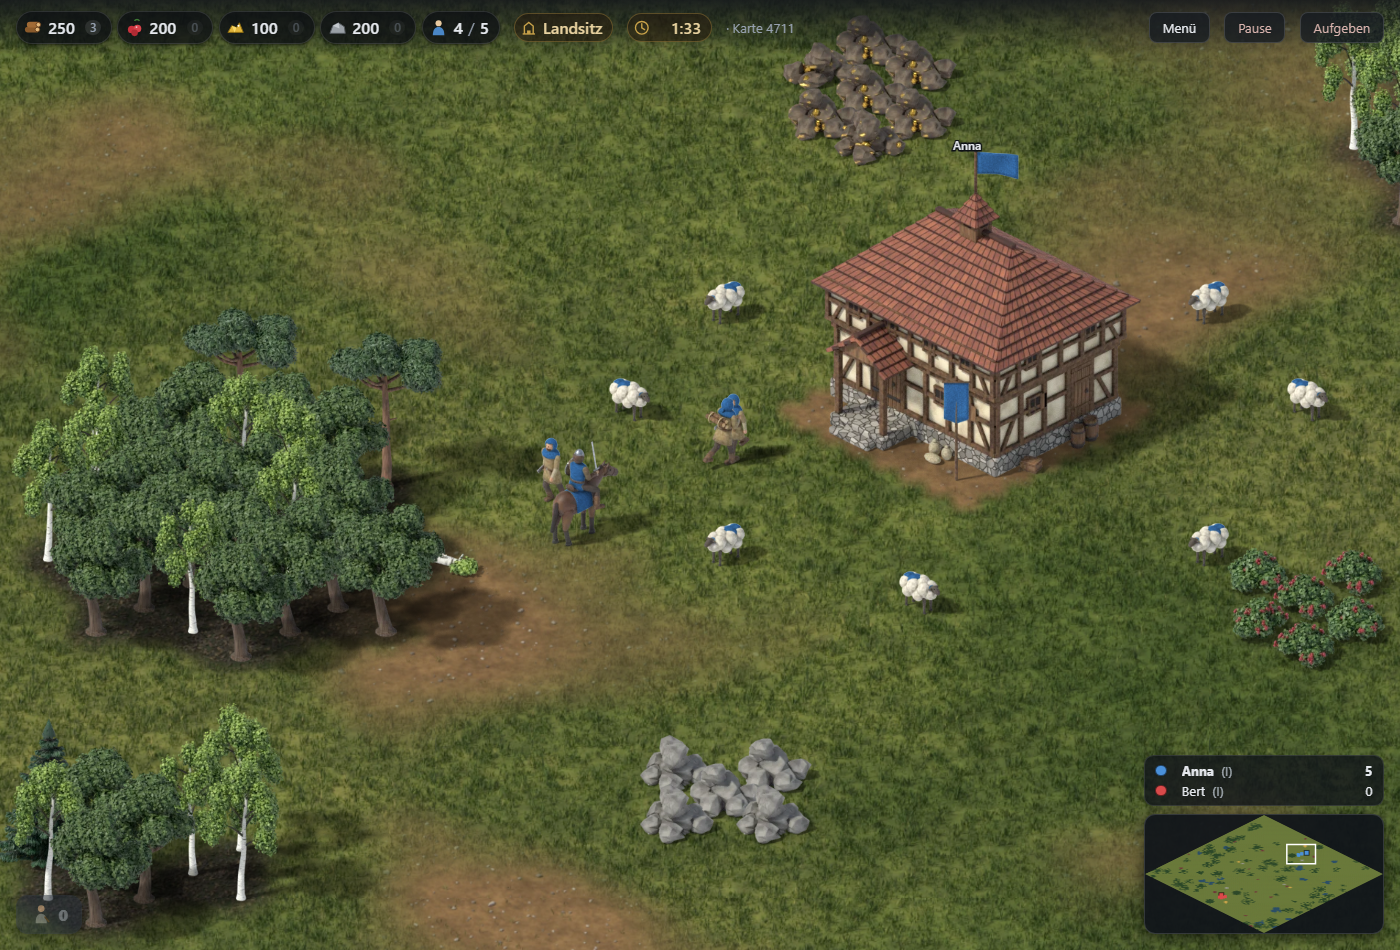 250 3 200 0 100 0 200 0 4 / 5 Landsitz 1:33 · Karte 4711 Menü Pause Aufgeben
Anna
Anna (I) 5
Bert (I) 0
0